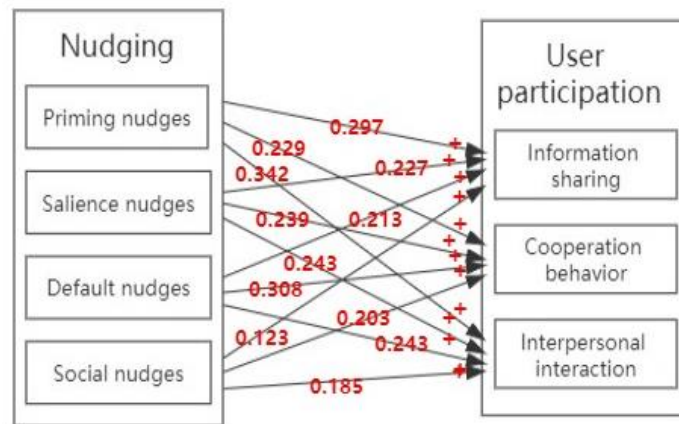 Nudging
Priming nudges
Salience nudges
Default nudges
Social nudges
0.297
0.229
0.342
0.227
0.239
0.213
0.243
0.308
0.123
0.203
0.243
0.185
+
+
+
+
+
+
+
+
+
+
+
+
User
participation
Information
sharing
Cooperation
behavior
Interpersonal
interaction